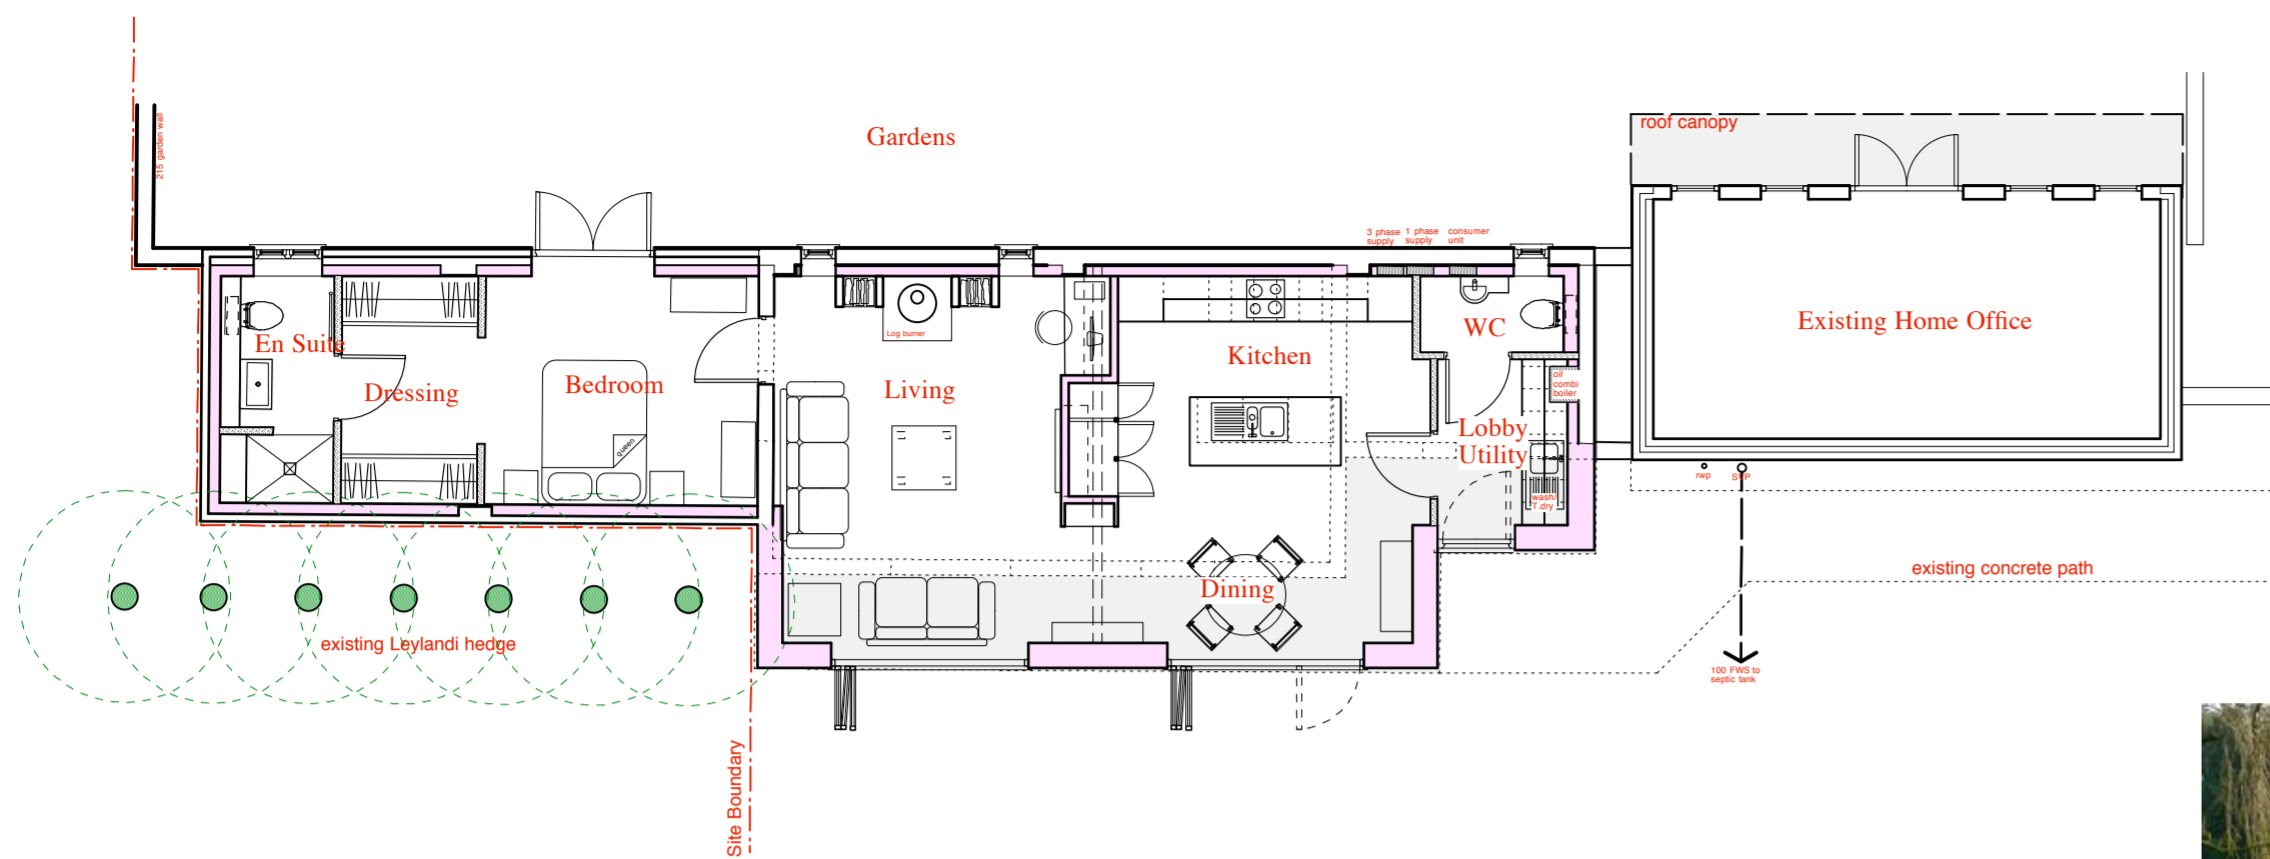 215 garden wall
Gardens
roof canopy
3 phase
supply
1 phase
supply
consumer
unit
En Suite
Dressing
Bedroom
queen
Log burner
Living
Kitchen
WC
oil
combi
boiler
Lobby
Utility
wash/
T.dry
Existing Home Office
rwp
SVP
Dining
existing concrete path
existing Leylandi hedge
100 FWS to
septic tank
Site Boundary